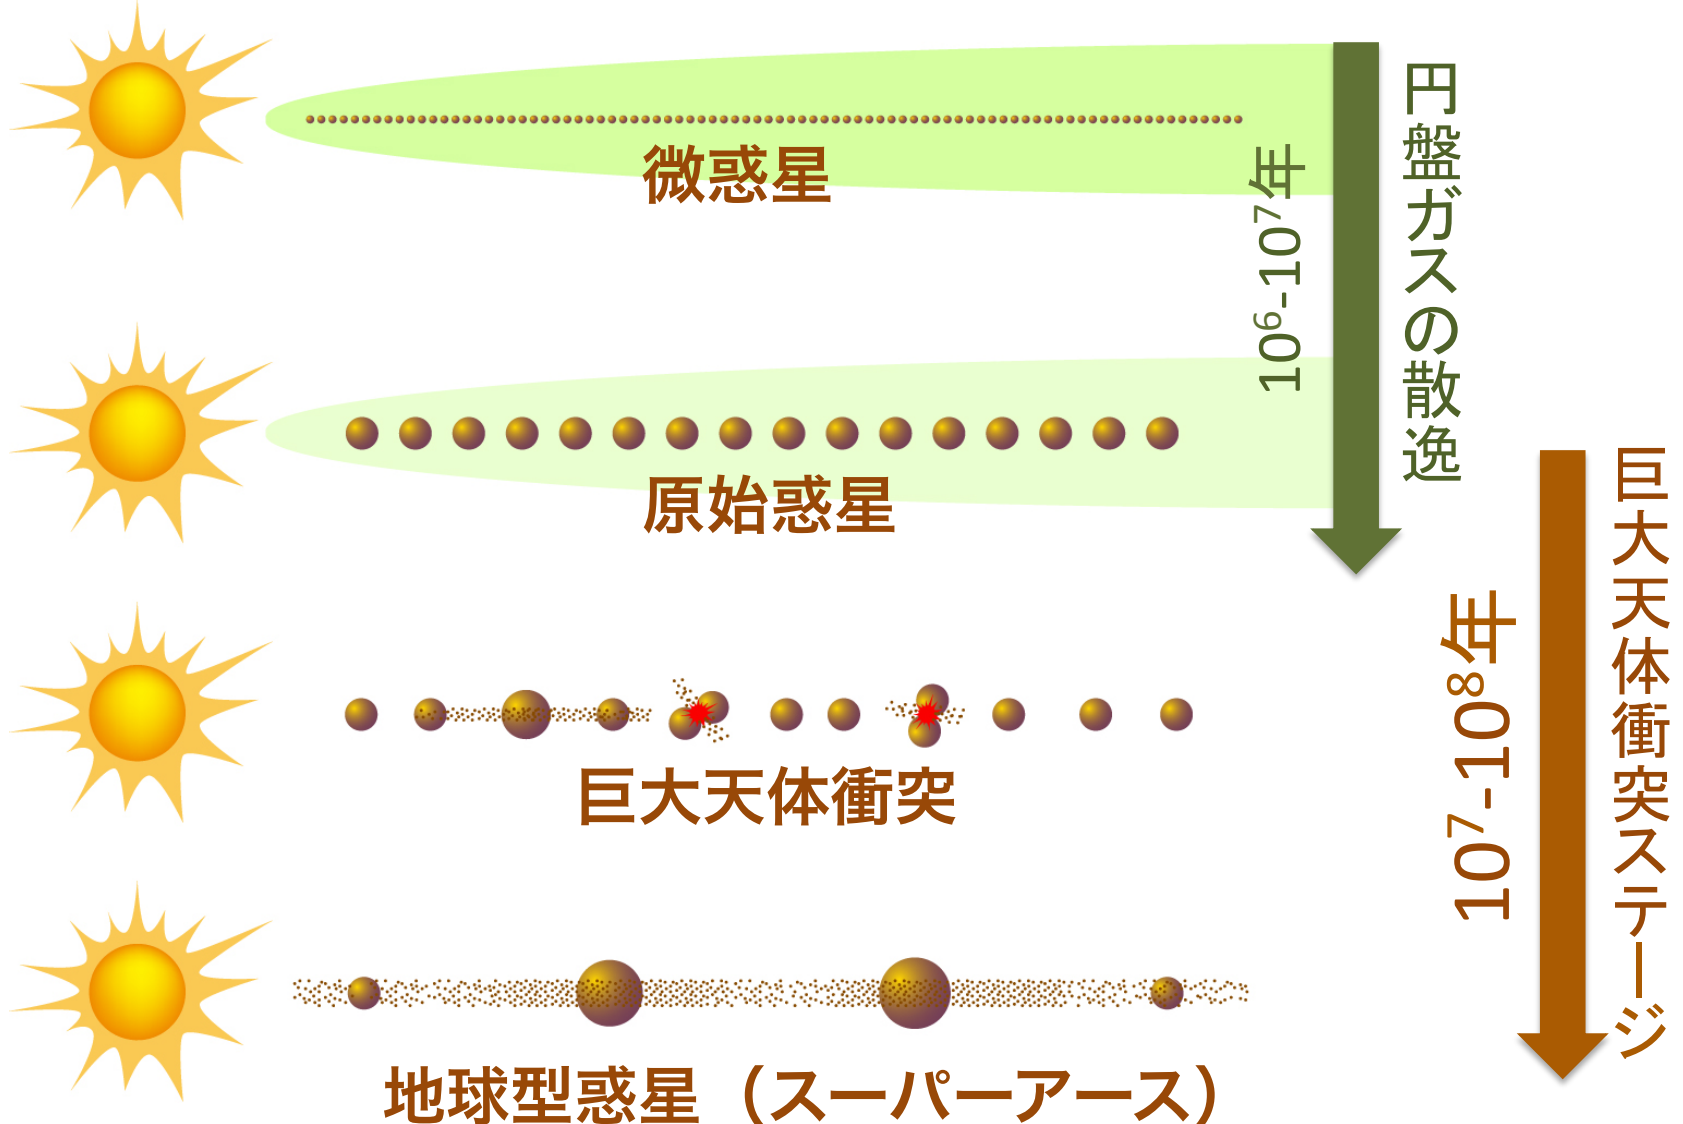 微惑星
原始惑星
巨大天体衝突
地球型惑星（スーパーアース）
10⁶-10⁷年
円盤ガスの散逸
10⁷-10⁸年
巨大天体衝突ステージ